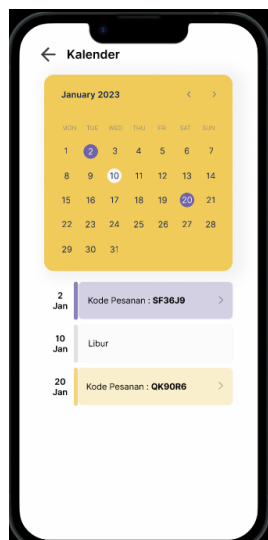 Kalender
January 2023
MON TUE WED THU FRI SAT SUN
1 2 3 4 5 6 7
8 9 10 11 12 13 14
15 16 17 18 19 20 21
22 23 24 25 26 27 28
29 30 31
2 Jan
Kode Pesanan : SF36J9
10 Jan
Libur
20 Jan
Kode Pesanan : QK90R6